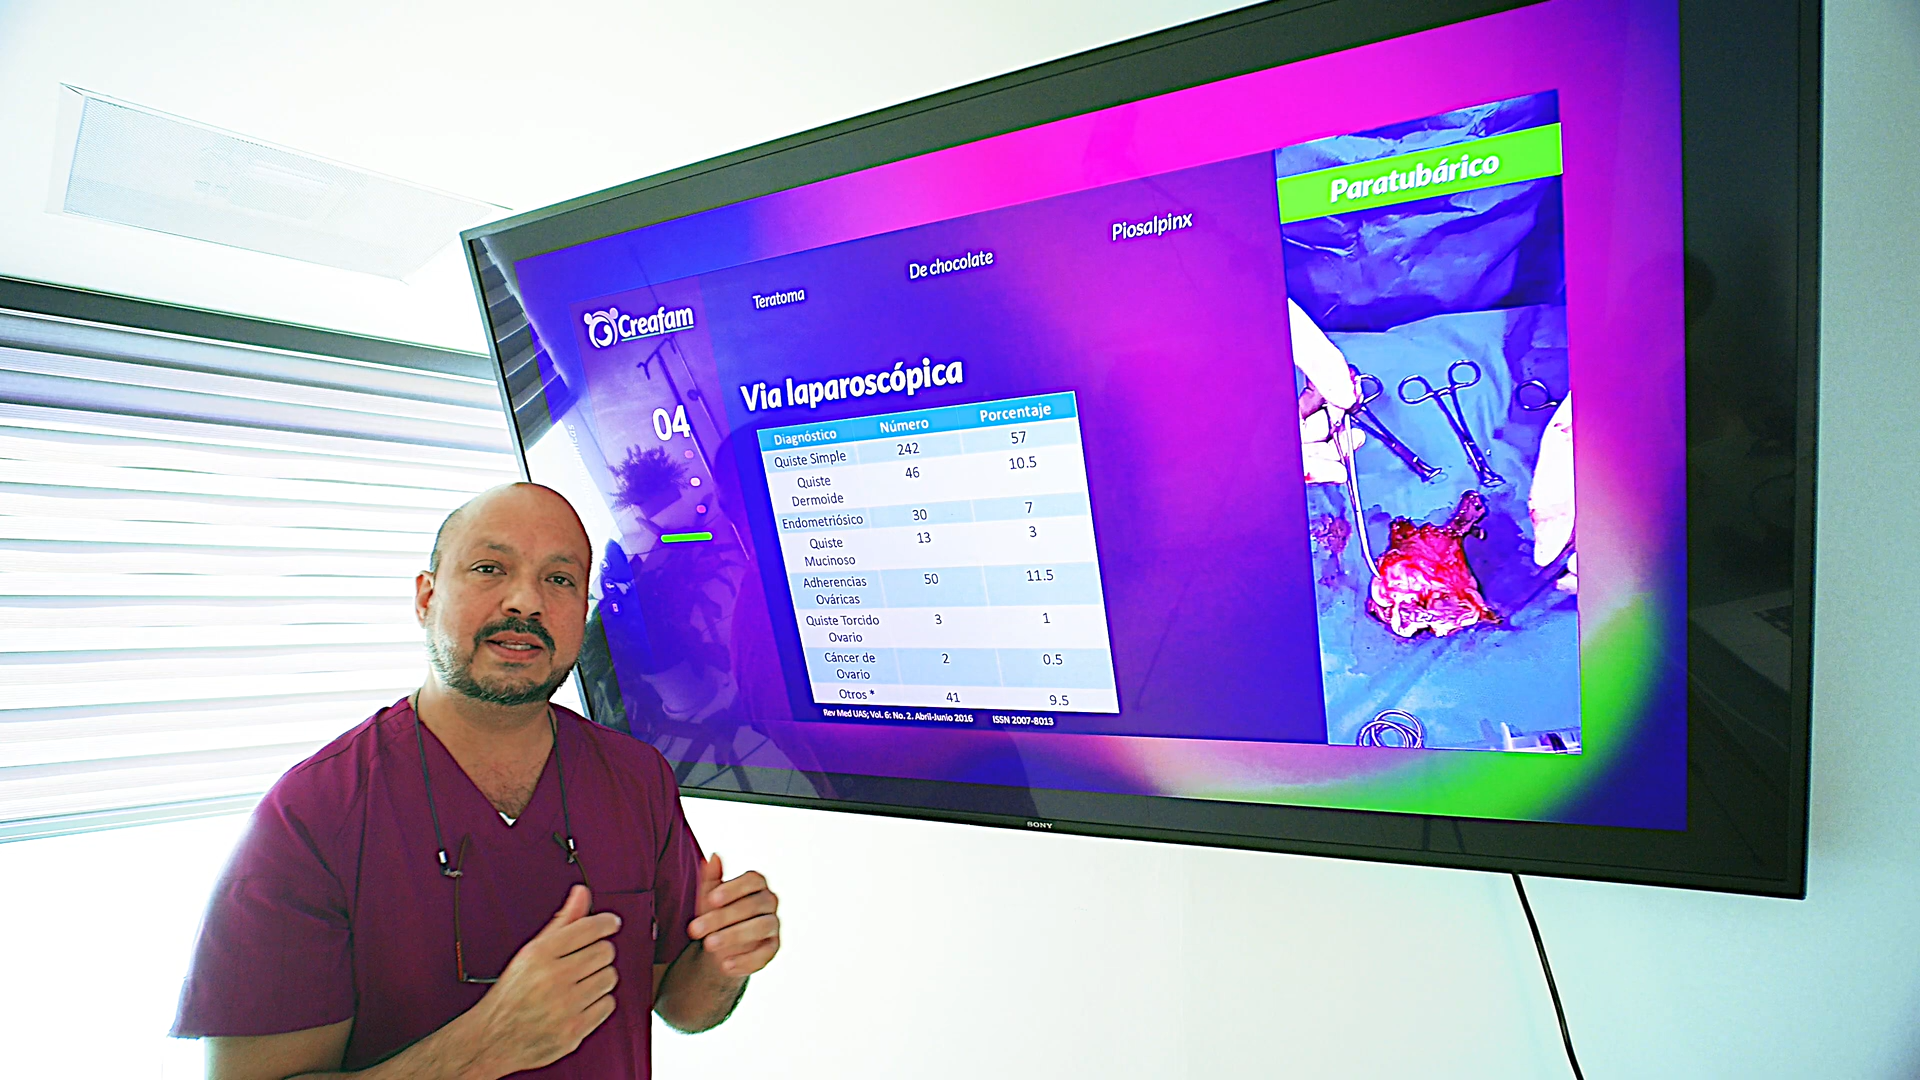 Paratubárico
Piosalpinx
De chocolate
Teratoma
Creafam
04
Via laparoscópica
Diagnóstico Número Porcentaje
Quiste Simple 242 57
Quiste Dermoide 46 10.5
Endometriósico 30 7
Quiste Mucinoso 13 3
Adherencias Ováricas 50 11.5
Quiste Torcido Ovario 3 1
Cáncer de Ovario 2 0.5
Otros * 41 9.5
Rev Med UAS; Vol. 6: No. 2. Abril-Junio 2016 ISSN 2007-8013
SONY